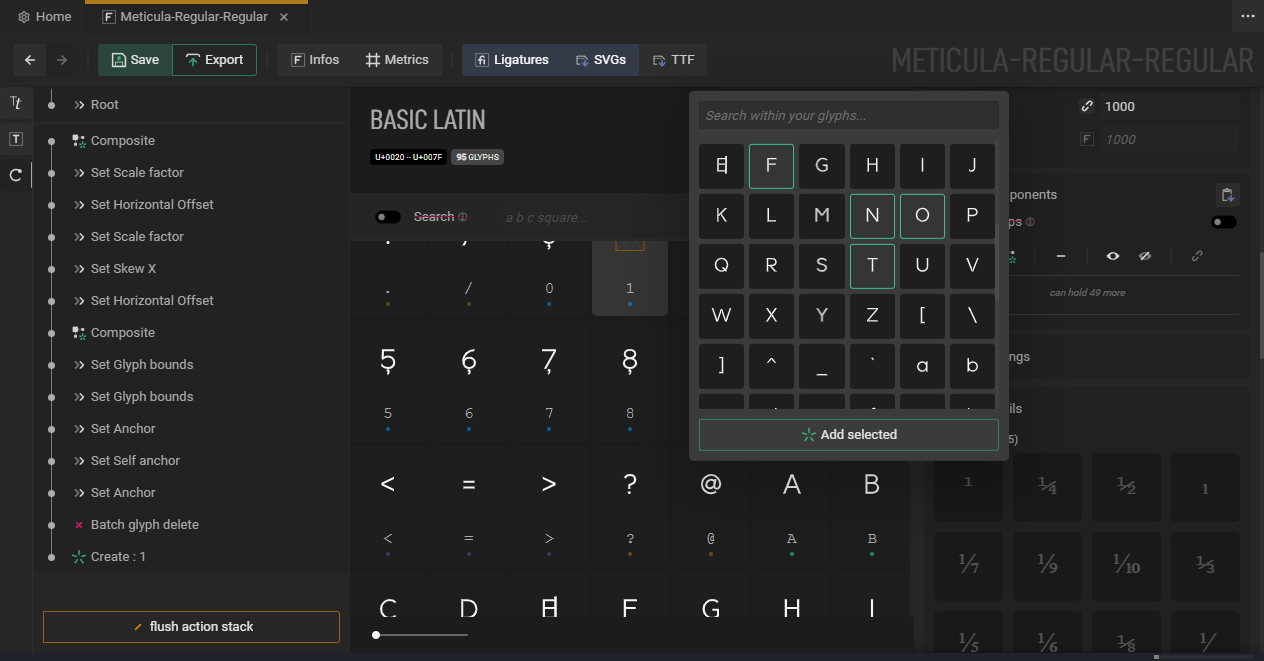 Home
F Meticula-Regular-Regular
Save
Export
F Infos
Metrics
fi Ligatures
SVGs
TTF
METICULA-REGULAR-REGULAR
Tt
T
Root
Composite
Set Scale factor
Set Horizontal Offset
Set Scale factor
Set Skew X
Set Horizontal Offset
Composite
Set Glyph bounds
Set Glyph bounds
Set Anchor
Set Self anchor
Set Anchor
Batch glyph delete
Create : 1
flush action stack
BASIC LATIN
U+0020 ·· U+007F
95 GLYPHS
Search
a b c square...
. / 0 1
5 6 7 8
5 6 7 8
< = > ? @ A B
< = > ? @ A B
C D E F G H I
Search within your glyphs...
E F G H I J
K L M N O P
Q R S T U V
W X Y Z [ \
] ^ _ ` a b
Add selected
1000
F 1000
ponents
ps
can hold 49 more
ngs
ils
5)
1 1/4 1/2 1
1/7 1/9 1/10 1/3
1/5 1/6 1/8 1/